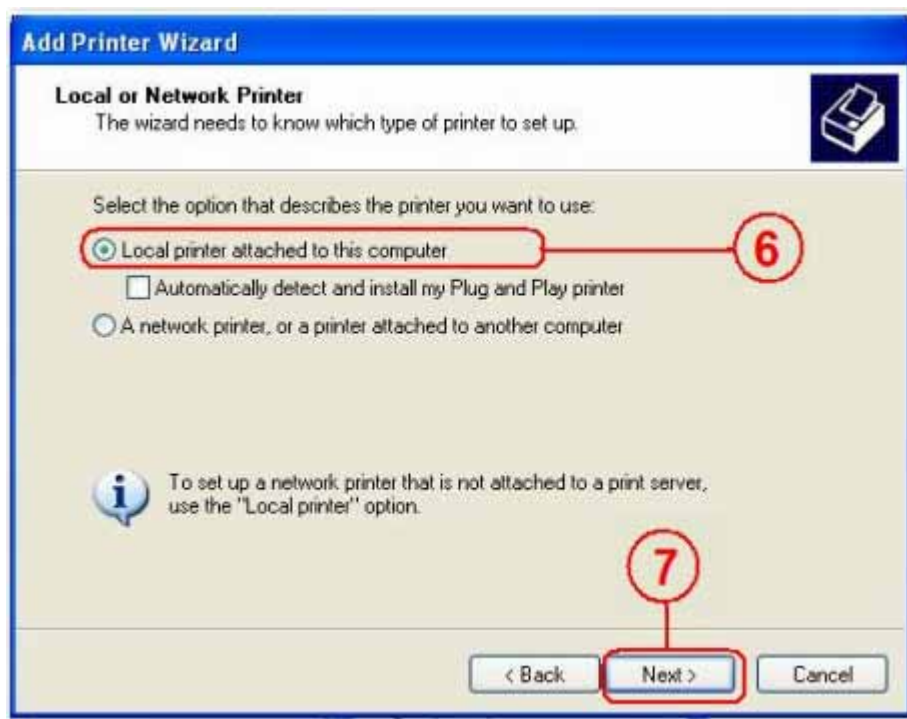 Add Printer Wizard
Local or Network Printer
The wizard needs to know which type of printer to set up.
Select the option that describes the printer you want to use:
Local printer attached to this computer
6
Automatically detect and install my Plug and Play printer
A network printer, or a printer attached to another computer
To set up a network printer that is not attached to a print server,
use the "Local printer" option.
7
< Back Next > Cancel